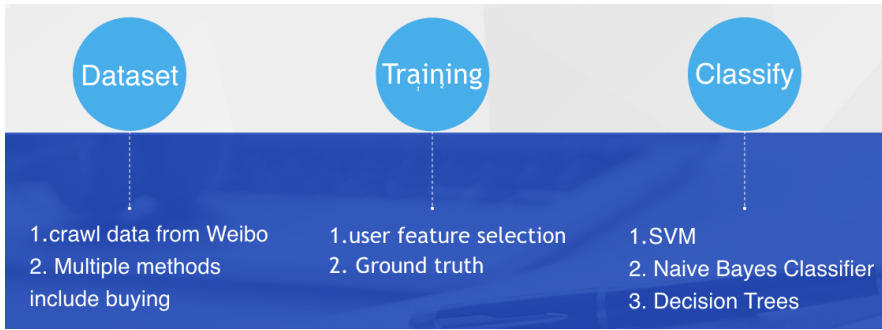 Dataset
Training
Classify
1.crawl data from Weibo
2. Multiple methods
include buying
1.user feature selection
2. Ground truth
1.SVM
2. Naive Bayes Classifier
3. Decision Trees